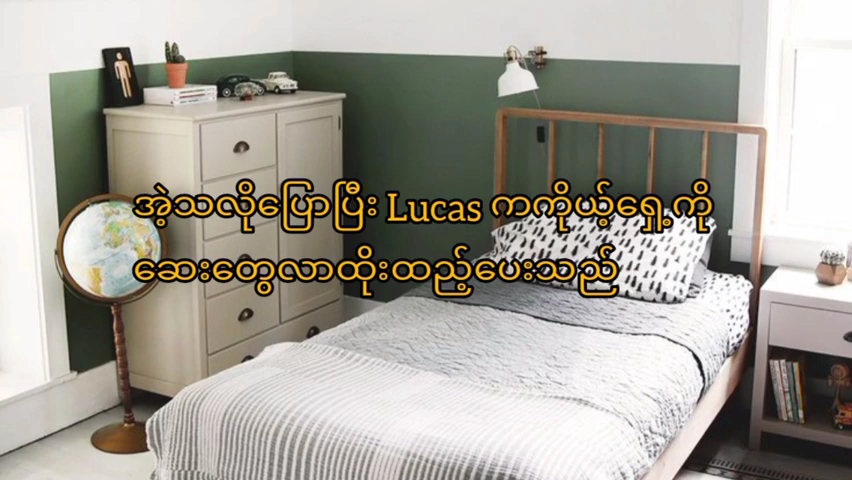 အဲ့သလိုပြောပြီး Lucas ကကိုယ့်ရှေ့ကို
ဆေးတွေလာထိုးထည့်ပေးသည်